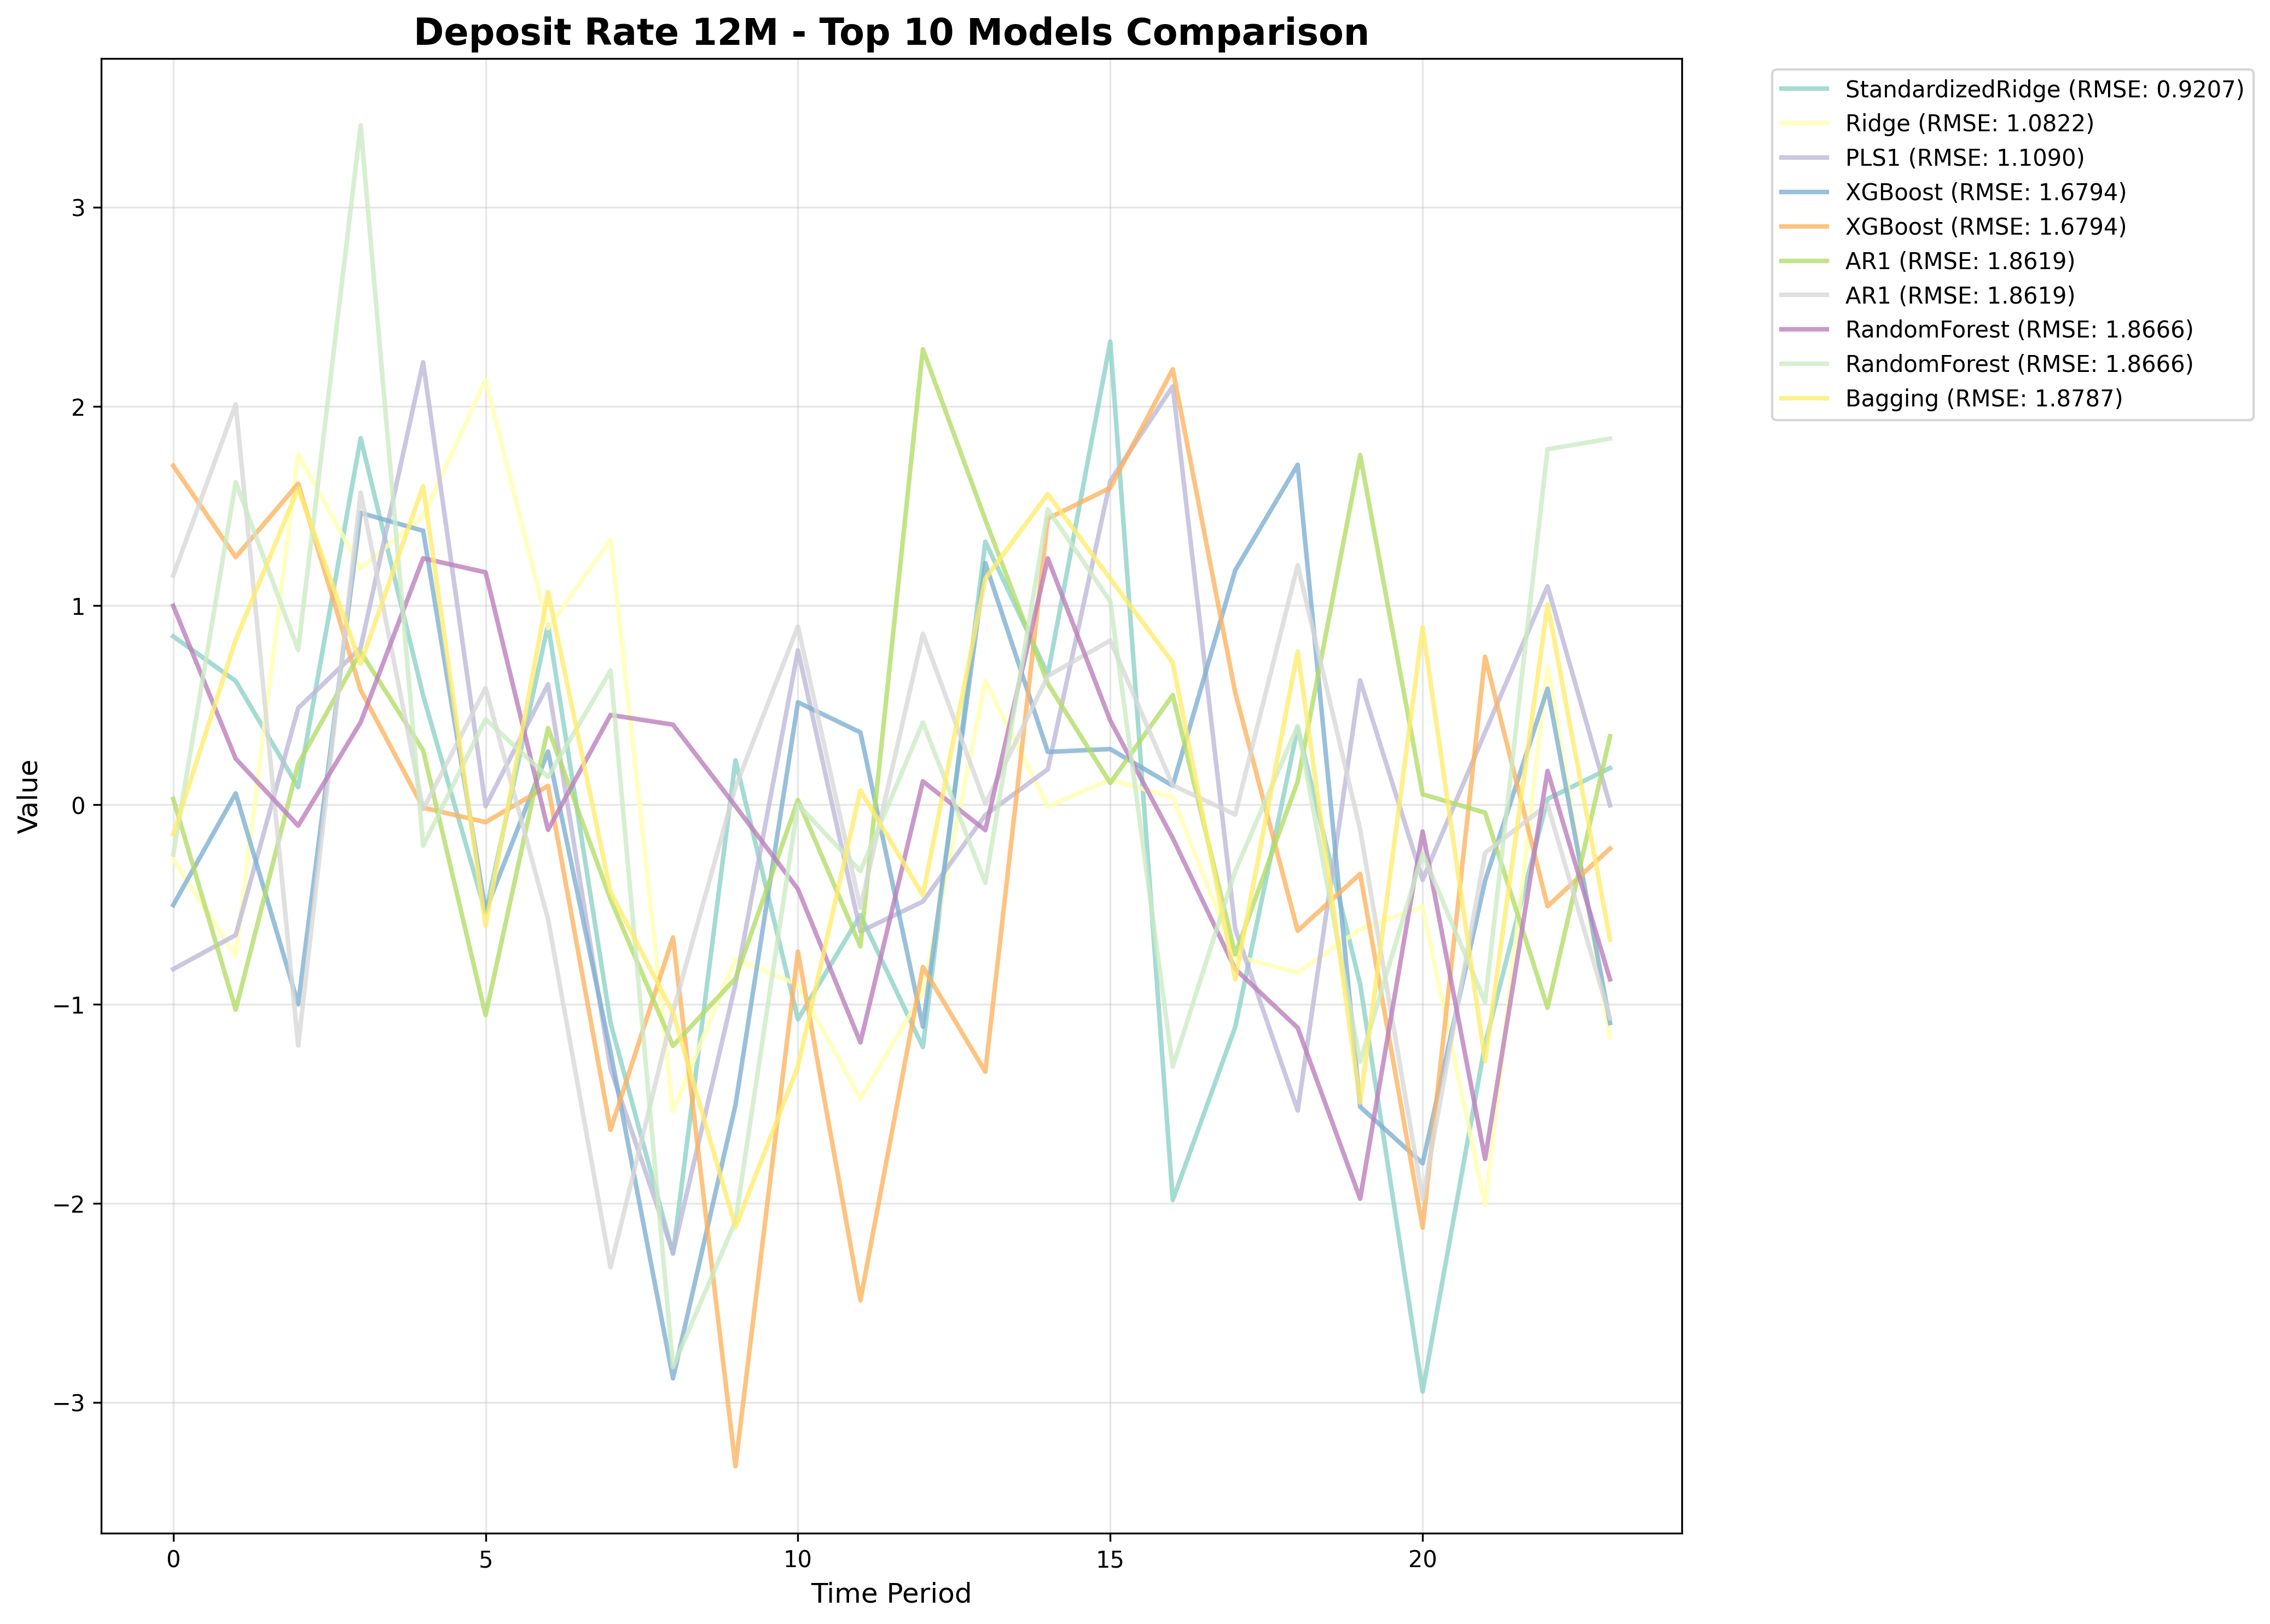 Deposit Rate 12M - Top 10 Models Comparison
StandardizedRidge (RMSE: 0.9207)
Ridge (RMSE: 1.0822)
PLS1 (RMSE: 1.1090)
XGBoost (RMSE: 1.6794)
XGBoost (RMSE: 1.6794)
AR1 (RMSE: 1.8619)
AR1 (RMSE: 1.8619)
RandomForest (RMSE: 1.8666)
RandomForest (RMSE: 1.8666)
Bagging (RMSE: 1.8787)
Value
3
2
1
0
−1
−2
−3
0 5 10 15 20
Time Period